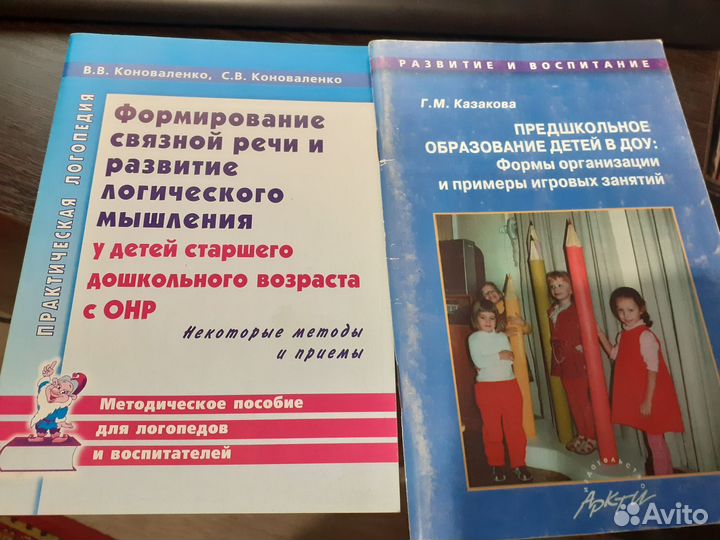 ПРАКТИЧЕСКАЯ ЛОГОПЕДИЯ
В.В. Коноваленко, С.В. Коноваленко
Формирование
связной речи и
развитие
логического
мышления
у детей старшего
дошкольного возраста
с ОНР
Некоторые методы
и приемы
Методическое пособие
для логопедов
и воспитателей
РАЗВИТИЕ И ВОСПИТАНИЕ
Г.М. Казакова
ПРЕДШКОЛЬНОЕ
ОБРАЗОВАНИЕ ДЕТЕЙ В ДОУ:
Формы организации
и примеры игровых занятий
ИЗДАТЕЛЬСТВО
АРКТИ
Avito